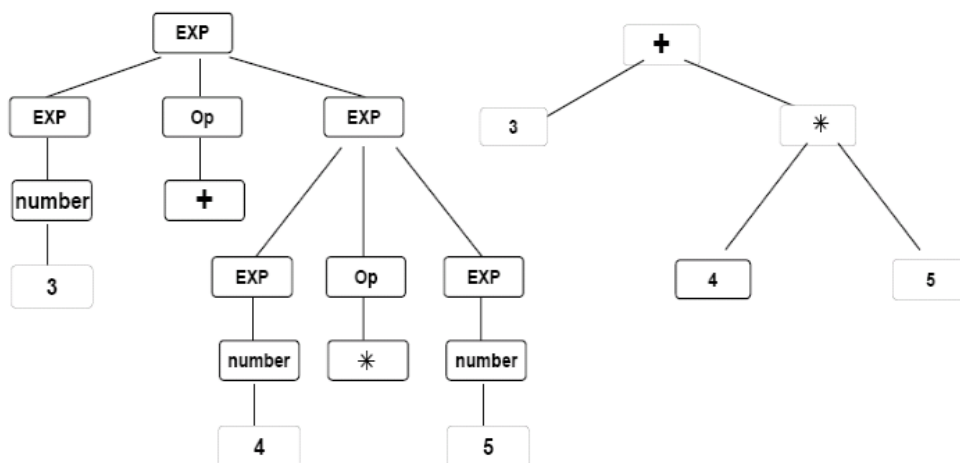 EXP
+
EXP Op EXP
3 *
number +
EXP Op EXP
4 5
3
number * number
4 5